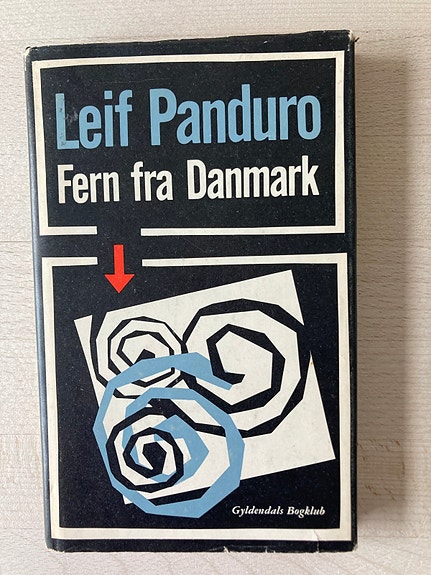 Leif Panduro
Fern fra Danmark
Gyldendals Bogklub